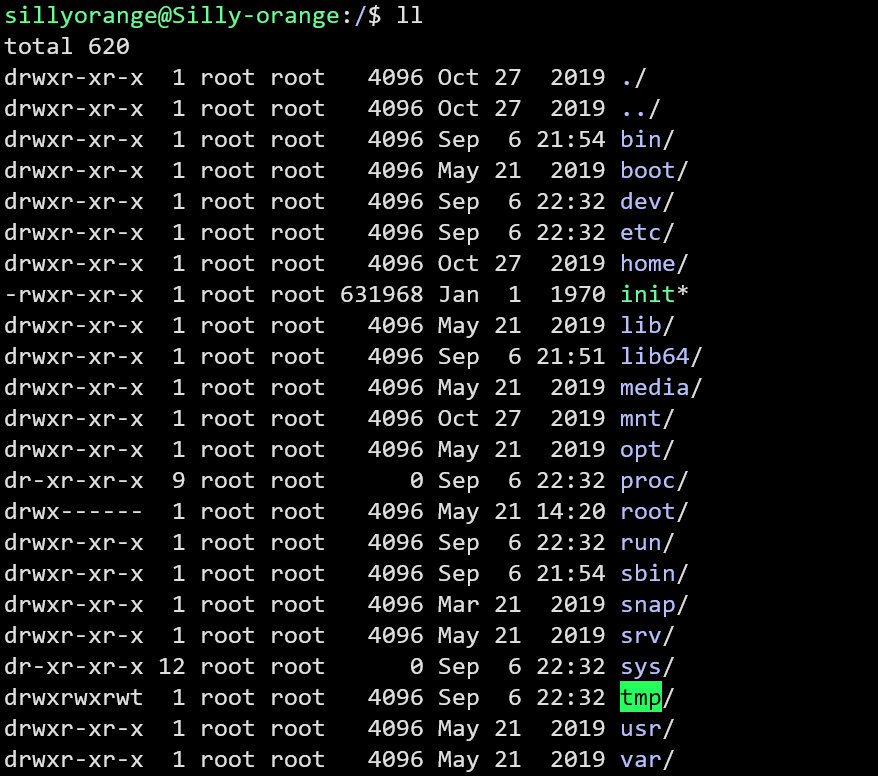 sillyorange@Silly-orange:/$ ll
total 620
drwxr-xr-x  1 root root   4096 Oct 27  2019 ./
drwxr-xr-x  1 root root   4096 Oct 27  2019 ../
drwxr-xr-x  1 root root   4096 Sep  6 21:54 bin/
drwxr-xr-x  1 root root   4096 May 21  2019 boot/
drwxr-xr-x  1 root root   4096 Sep  6 22:32 dev/
drwxr-xr-x  1 root root   4096 Sep  6 22:32 etc/
drwxr-xr-x  1 root root   4096 Oct 27  2019 home/
-rwxr-xr-x  1 root root 631968 Jan  1  1970 init*
drwxr-xr-x  1 root root   4096 May 21  2019 lib/
drwxr-xr-x  1 root root   4096 Sep  6 21:51 lib64/
drwxr-xr-x  1 root root   4096 May 21  2019 media/
drwxr-xr-x  1 root root   4096 Oct 27  2019 mnt/
drwxr-xr-x  1 root root   4096 May 21  2019 opt/
dr-xr-xr-x  9 root root      0 Sep  6 22:32 proc/
drwx------  1 root root   4096 May 21 14:20 root/
drwxr-xr-x  1 root root   4096 Sep  6 22:32 run/
drwxr-xr-x  1 root root   4096 Sep  6 21:54 sbin/
drwxr-xr-x  1 root root   4096 Mar 21  2019 snap/
drwxr-xr-x  1 root root   4096 May 21  2019 srv/
dr-xr-xr-x 12 root root      0 Sep  6 22:32 sys/
drwxrwxrwt  1 root root   4096 Sep  6 22:32 tmp/
drwxr-xr-x  1 root root   4096 May 21  2019 usr/
drwxr-xr-x  1 root root   4096 May 21  2019 var/